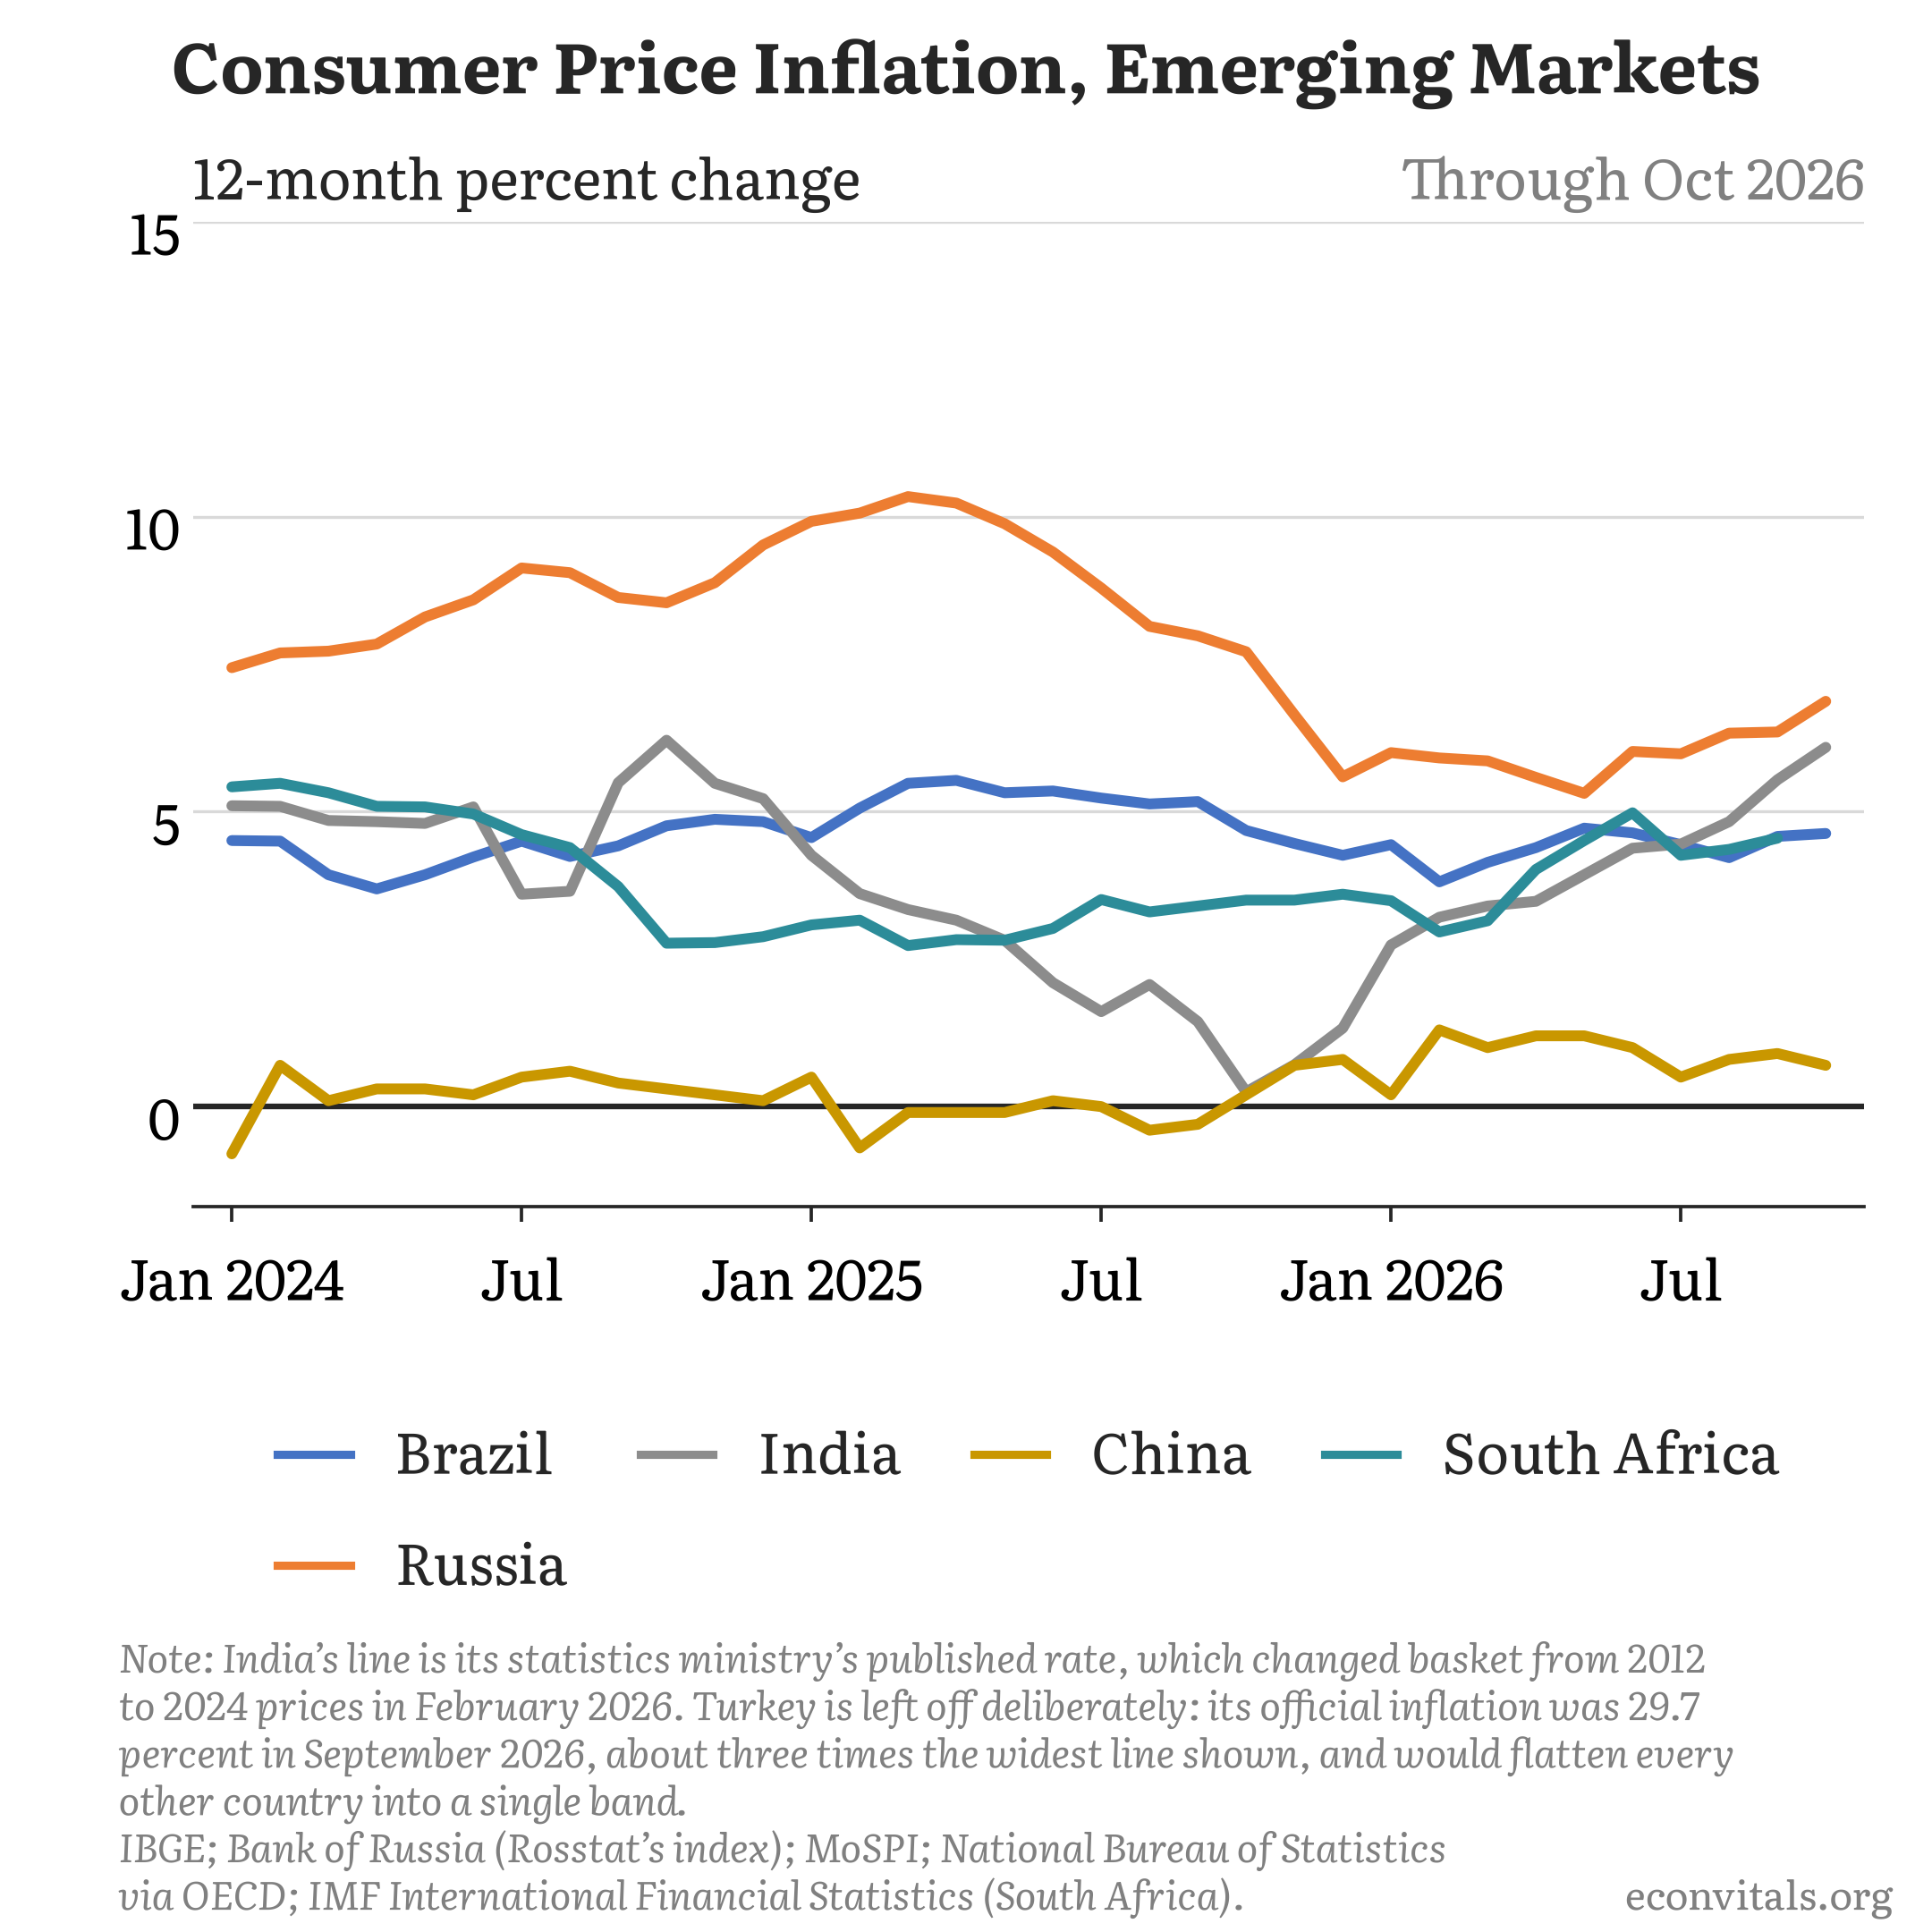 Consumer Price Inflation, Emerging Markets
12-month percent change
Through Oct 2026
15
10
5
0
Jan 2024
Jul
Jan 2025
Jul
Jan 2026
Jul
Brazil
India
China
South Africa
Russia
Note: India’s line is its statistics ministry’s published rate, which changed basket from 2012
to 2024 prices in February 2026. Turkey is left off deliberately: its official inflation was 29.7
percent in September 2026, about three times the widest line shown, and would flatten every
other country into a single band.
IBGE; Bank of Russia (Rosstat’s index); MoSPI; National Bureau of Statistics
via OECD; IMF International Financial Statistics (South Africa).
econvitals.org